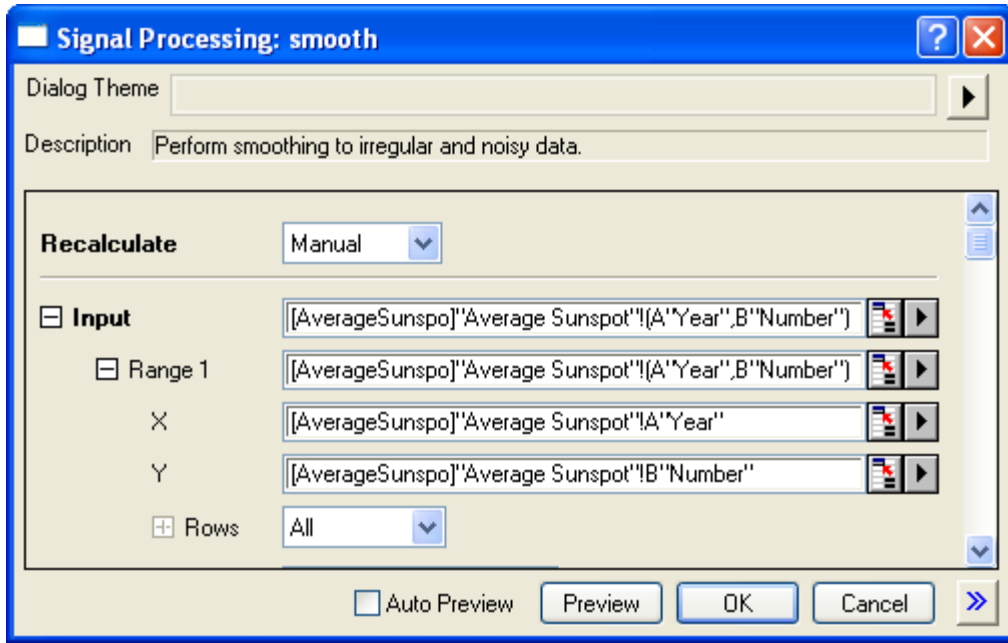 Signal Processing: smooth
Dialog Theme
Description Perform smoothing to irregular and noisy data.
Recalculate Manual
Input [AverageSunspo]"Average Sunspot"!(A"Year",B"Number")
Range 1 [AverageSunspo]"Average Sunspot"!(A"Year",B"Number")
X [AverageSunspo]"Average Sunspot"!A"Year"
Y [AverageSunspo]"Average Sunspot"!B"Number"
Rows All
Auto Preview Preview OK Cancel